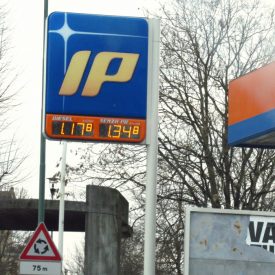 IP
DIESEL SENZA PB
1.178 1.348
75 m
VA